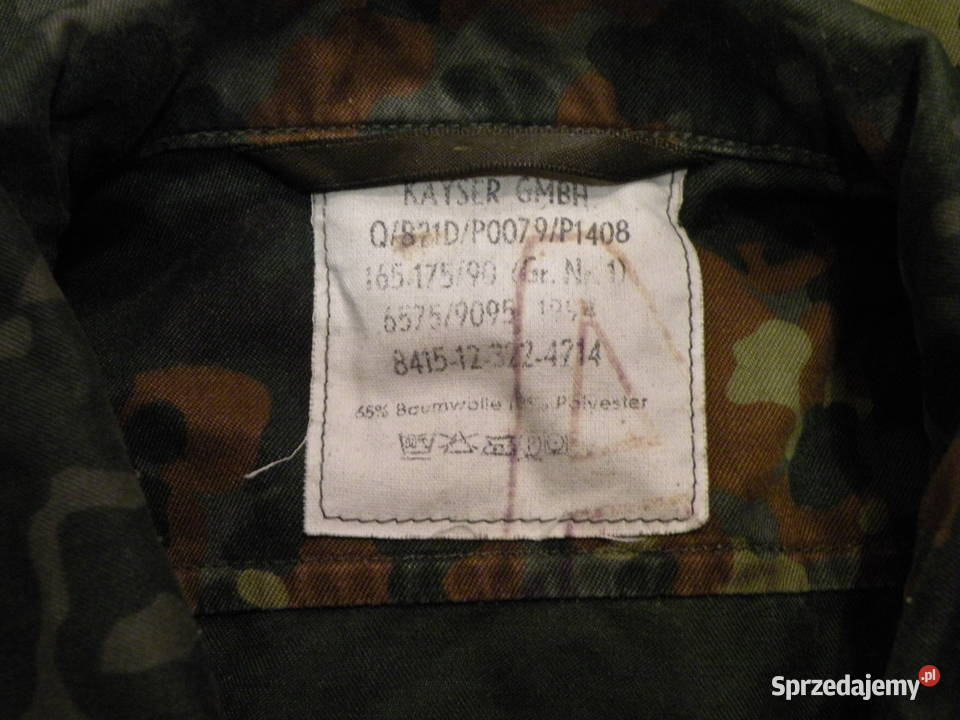 KAYSER GMBH
Q/B21D/P0079/P1408
165-175/90 (Gr. Nr. 1)
6575/9095
8415-12-322-4714
65% Baumwolle Polyester
Sprzedajemy.pl